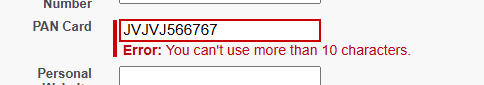 Number
PAN Card
JVJVJ566767
Error: You can't use more than 10 characters.
Personal